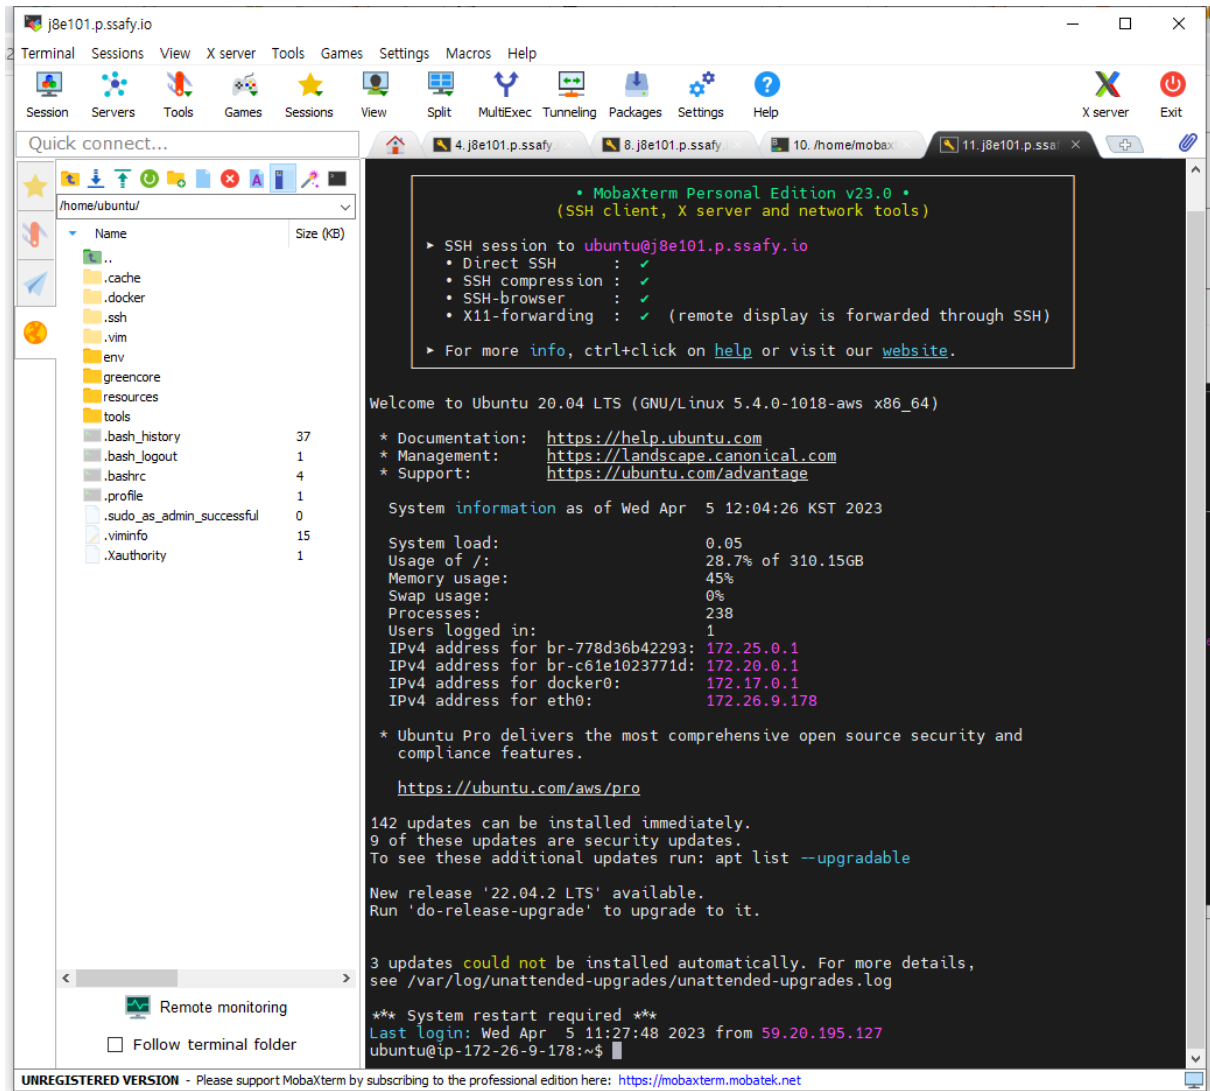 j8e101.p.ssafy.io
Terminal Sessions View X server Tools Games Settings Macros Help
Session Servers Tools Games Sessions View Split MultiExec Tunneling Packages Settings Help X server Exit
Quick connect...
4. j8e101.p.ssafy. 8. j8e101.p.ssafy. 10. /home/mobax 11. j8e101.p.ssaf
/home/ubuntu/
Name Size (KB)
..
.cache
.docker
.ssh
.vim
env
greencore
resources
tools
.bash_history 37
.bash_logout 1
.bashrc 4
.profile 1
.sudo_as_admin_successful 0
.viminfo 15
.Xauthority 1
Remote monitoring
Follow terminal folder
• MobaXterm Personal Edition v23.0 •
(SSH client, X server and network tools)
➤ SSH session to ubuntu@j8e101.p.ssafy.io
• Direct SSH : ✔
• SSH compression : ✔
• SSH-browser : ✔
• X11-forwarding : ✔ (remote display is forwarded through SSH)
➤ For more info, ctrl+click on help or visit our website.
Welcome to Ubuntu 20.04 LTS (GNU/Linux 5.4.0-1018-aws x86_64)
* Documentation: https://help.ubuntu.com
* Management: https://landscape.canonical.com
* Support: https://ubuntu.com/advantage
System information as of Wed Apr 5 12:04:26 KST 2023
System load: 0.05
Usage of /: 28.7% of 310.15GB
Memory usage: 45%
Swap usage: 0%
Processes: 238
Users logged in: 1
IPv4 address for br-778d36b42293: 172.25.0.1
IPv4 address for br-c61e1023771d: 172.20.0.1
IPv4 address for docker0: 172.17.0.1
IPv4 address for eth0: 172.26.9.178
* Ubuntu Pro delivers the most comprehensive open source security and
compliance features.
https://ubuntu.com/aws/pro
142 updates can be installed immediately.
9 of these updates are security updates.
To see these additional updates run: apt list --upgradable
New release '22.04.2 LTS' available.
Run 'do-release-upgrade' to upgrade to it.
3 updates could not be installed automatically. For more details,
see /var/log/unattended-upgrades/unattended-upgrades.log
*** System restart required ***
Last login: Wed Apr 5 11:27:48 2023 from 59.20.195.127
ubuntu@ip-172-26-9-178:~$
UNREGISTERED VERSION - Please support MobaXterm by subscribing to the professional edition here: https://mobaxterm.mobatek.net